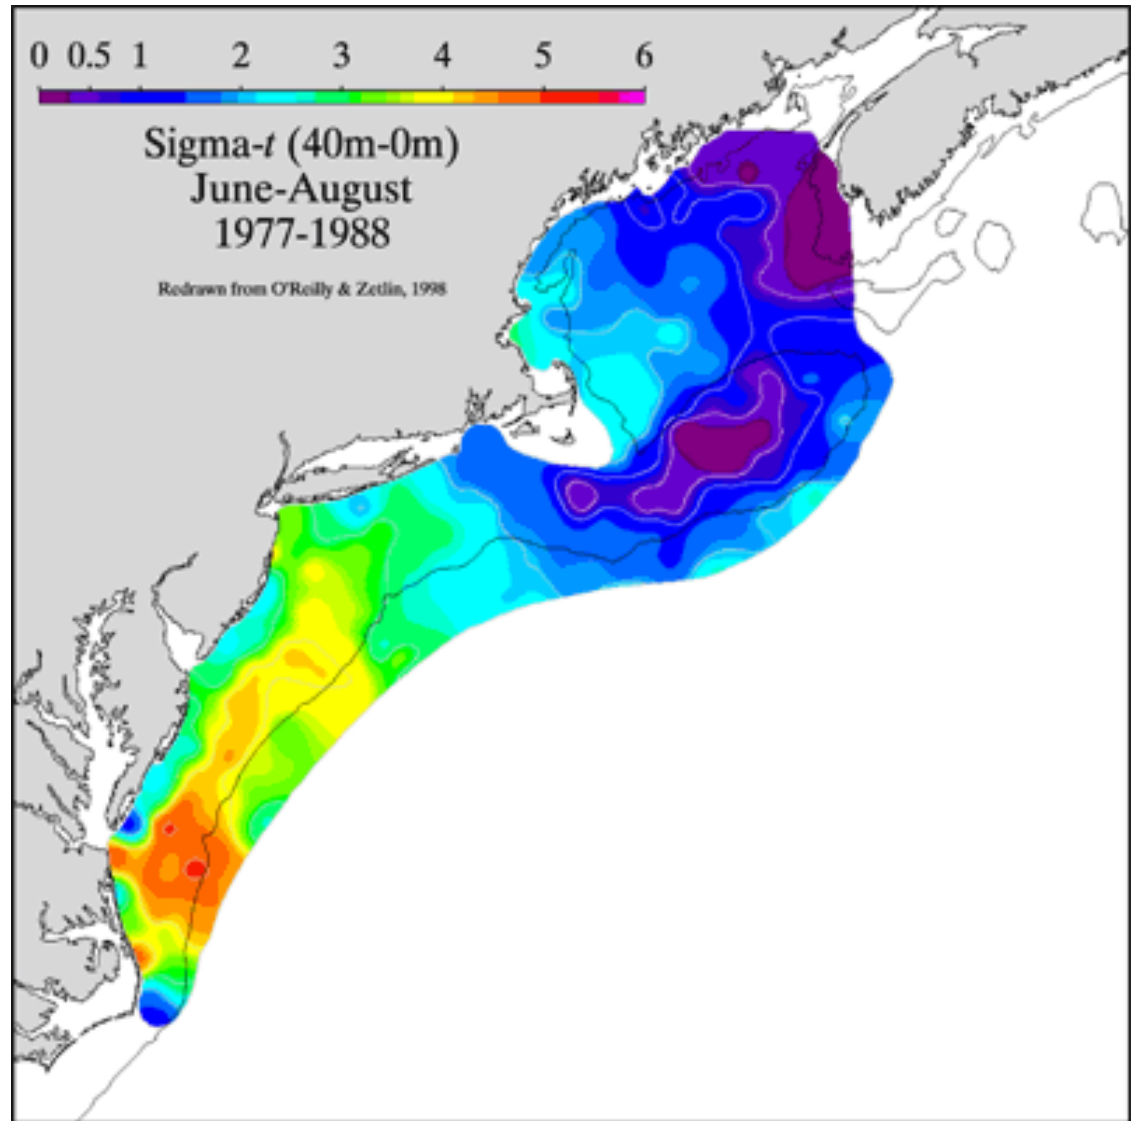 0 0.5 1 2 3 4 5 6
Sigma-t (40m-0m)
June-August
1977-1988
Redrawn from O'Reilly & Zetlin, 1998